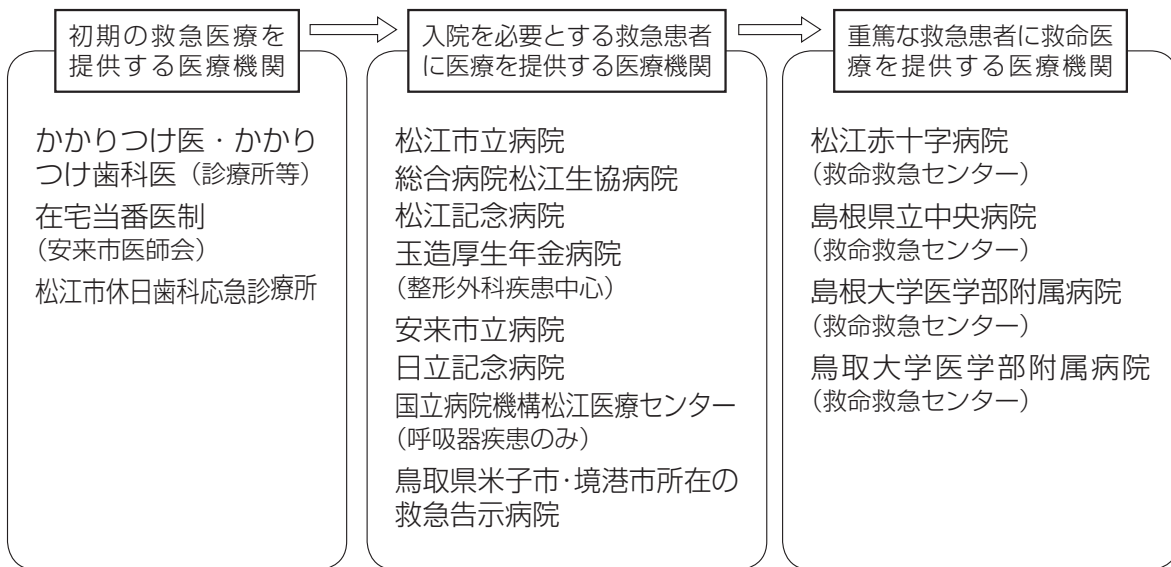 初期の救急医療を
提供する医療機関
かかりつけ医・かかり
つけ歯科医（診療所等）
在宅当番医制
（安来市医師会）
松江市休日歯科応急診療所
入院を必要とする救急患者
に医療を提供する医療機関
松江市立病院
総合病院松江生協病院
松江記念病院
玉造厚生年金病院
（整形外科疾患中心）
安来市立病院
日立記念病院
国立病院機構松江医療センター
（呼吸器疾患のみ）
鳥取県米子市・境港市所在の
救急告示病院
重篤な救急患者に救命医
療を提供する医療機関
松江赤十字病院
（救命救急センター）
島根県立中央病院
（救命救急センター）
島根大学医学部附属病院
（救命救急センター）
鳥取大学医学部附属病院
（救命救急センター）